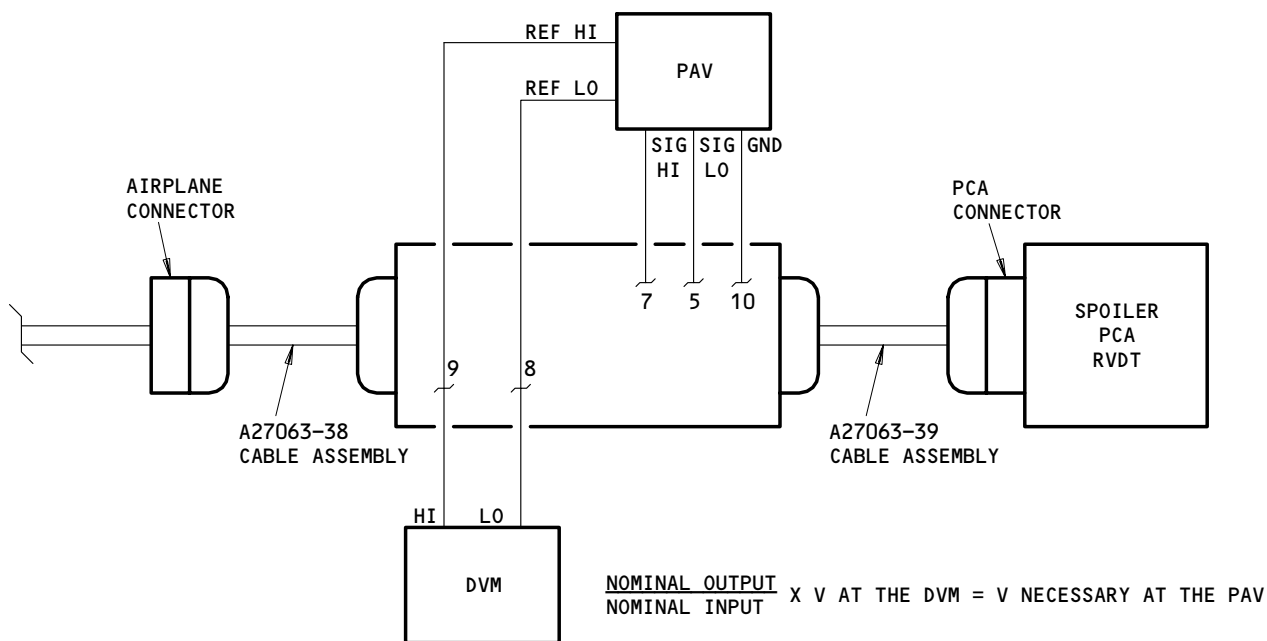 REF HI
PAV
REF LO
SIG SIG GND
HI LO
AIRPLANE
CONNECTOR
PCA
CONNECTOR
7 5 10
SPOILER
PCA
RVDT
9 8
A27063-38
CABLE ASSEMBLY
A27063-39
CABLE ASSEMBLY
HI LO
DVM
NOMINAL OUTPUT
NOMINAL INPUT
X V AT THE DVM = V NECESSARY AT THE PAV